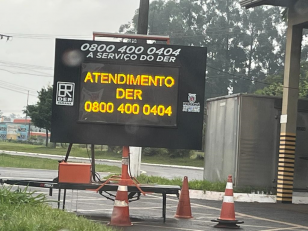 0800 400 0404
A SERVIÇO DO DER
DER
ATENDIMENTO
DER
0800 400 0404